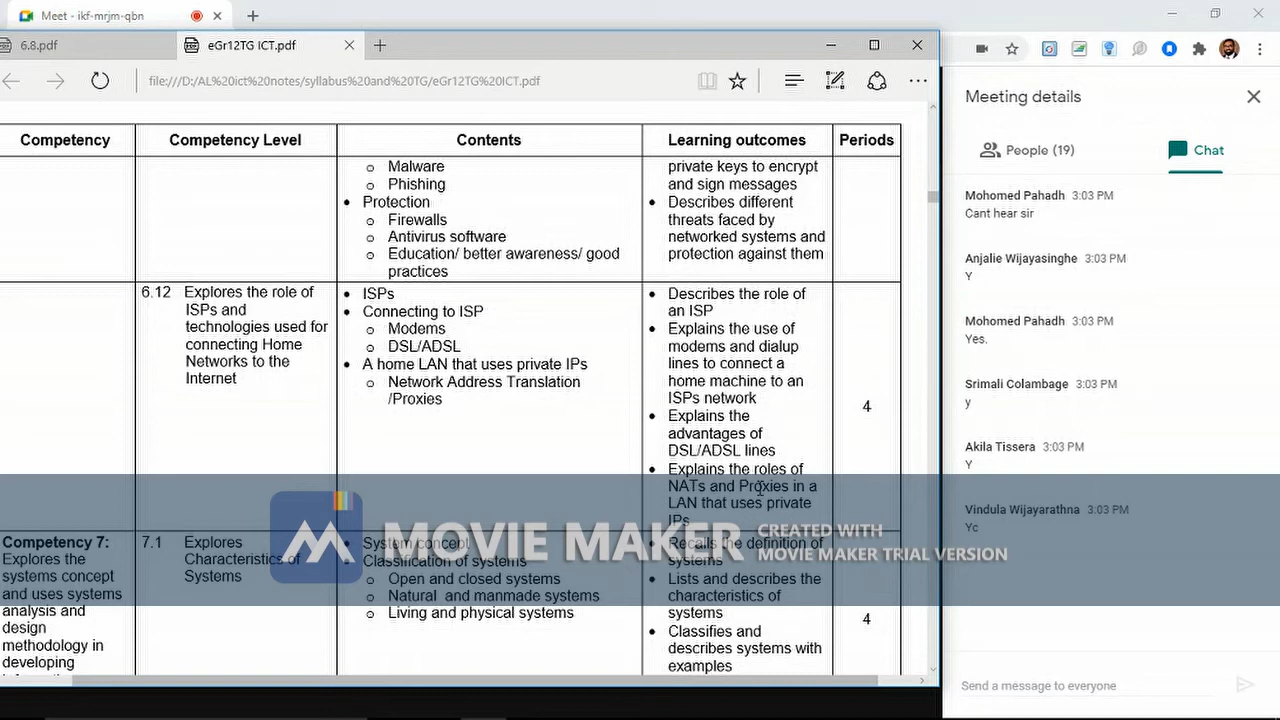 Meet - ikf-mrjm-qbn
6.8.pdf
eGr12TG ICT.pdf
file:///D:/AL%20ict%20notes/syllabus%20and%20TG/eGr12TG%20ICT.pdf
Competency
Competency Level
Contents
Learning outcomes
Periods
Malware
Phishing
Protection
Firewalls
Antivirus software
Education/ better awareness/ good
practices
private keys to encrypt
and sign messages
Describes different
threats faced by
networked systems and
protection against them
6.12 Explores the role of
ISPs and
technologies used for
connecting Home
Networks to the
Internet
ISPs
Connecting to ISP
Modems
DSL/ADSL
A home LAN that uses private IPs
Network Address Translation
/Proxies
Describes the role of
an ISP
Explains the use of
modems and dialup
lines to connect a
home machine to an
ISPs network
Explains the
advantages of
DSL/ADSL lines
Explains the roles of
NATs and Proxies in a
LAN that uses private
IPs
4
Competency 7:
Explores the
systems concept
and uses systems
analysis and
design
methodology in
developing
7.1 Explores
Characteristics of
Systems
System concept
Classification of systems
Open and closed systems
Natural and manmade systems
Living and physical systems
Recalls the definition of
systems
Lists and describes the
characteristics of
systems
Classifies and
describes systems with
examples
4
MOVIE MAKER
CREATED WITH
MOVIE MAKER TRIAL VERSION
Meeting details
People (19)
Chat
Mohomed Pahadh 3:03 PM
Cant hear sir
Anjalie Wijayasinghe 3:03 PM
Y
Mohomed Pahadh 3:03 PM
Yes.
Srimali Colambage 3:03 PM
y
Akila Tissera 3:03 PM
Y
Vindula Wijayarathna 3:03 PM
Yc
Send a message to everyone